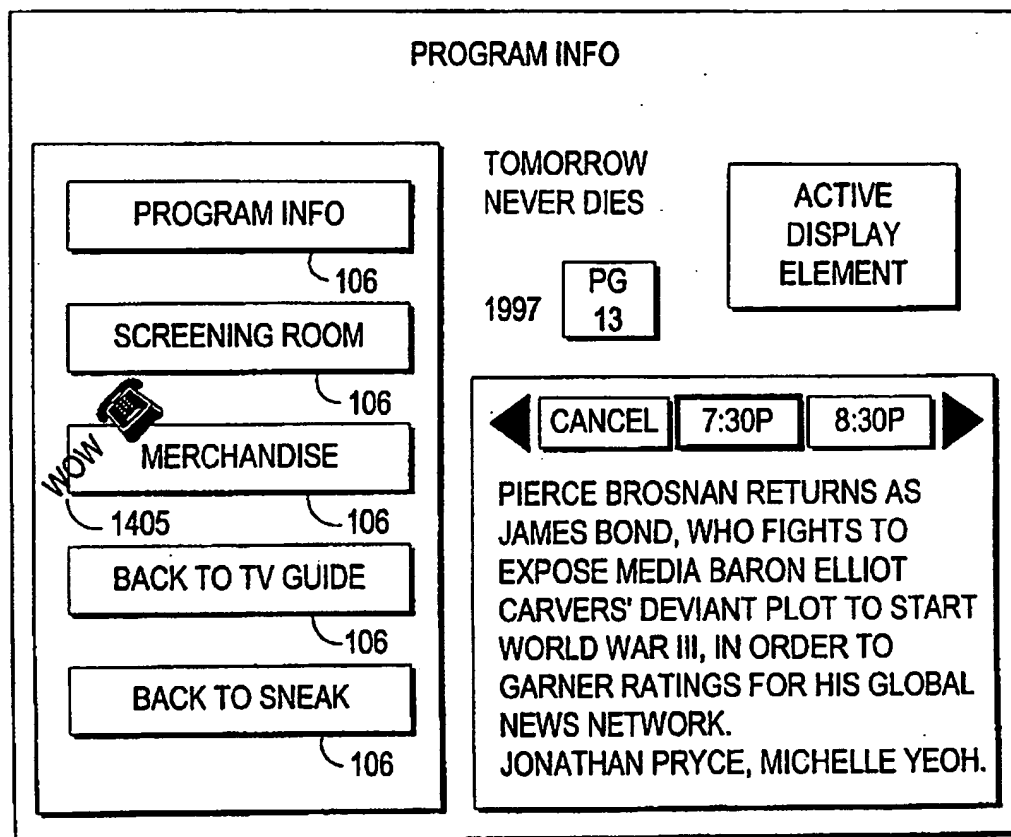 PROGRAM INFO
PROGRAM INFO
106
SCREENING ROOM
106
WOW
MERCHANDISE
1405
106
BACK TO TV GUIDE
106
BACK TO SNEAK
106
TOMORROW
NEVER DIES
1997
PG
13
ACTIVE
DISPLAY
ELEMENT
CANCEL 7:30P 8:30P
PIERCE BROSNAN RETURNS AS
JAMES BOND, WHO FIGHTS TO
EXPOSE MEDIA BARON ELLIOT
CARVERS' DEVIANT PLOT TO START
WORLD WAR III, IN ORDER TO
GARNER RATINGS FOR HIS GLOBAL
NEWS NETWORK.
JONATHAN PRYCE, MICHELLE YEOH.